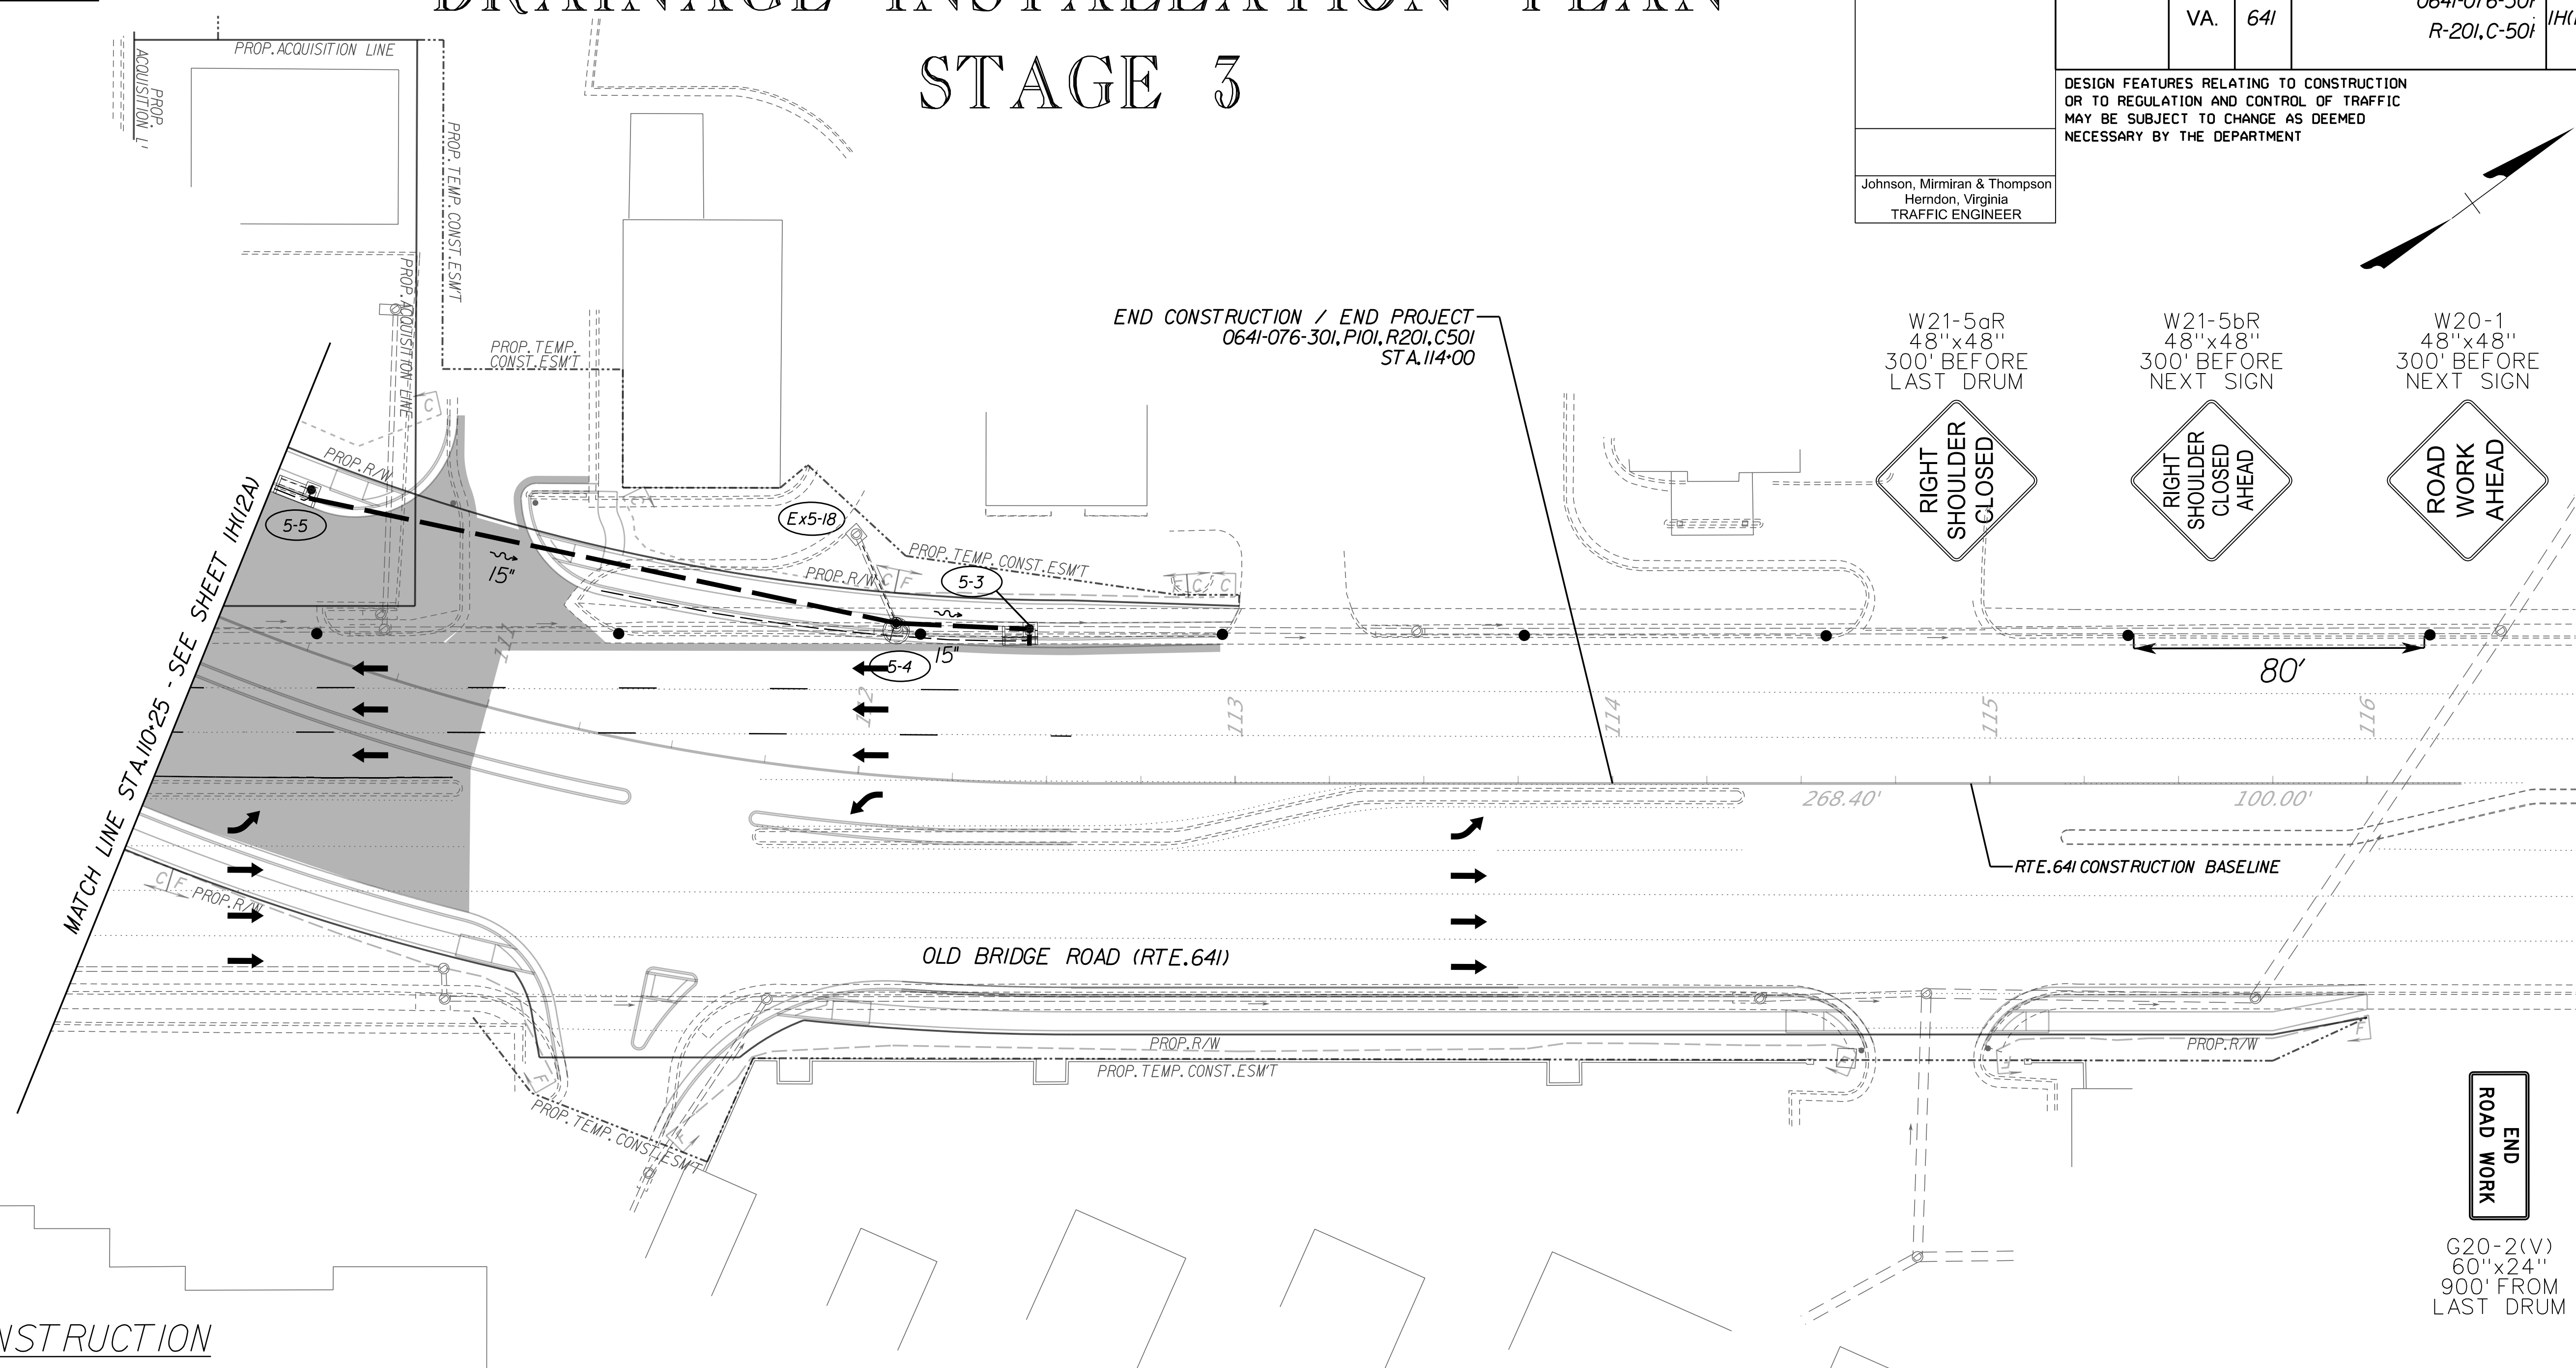 DRAINAGE INSTALLATION PLAN
STAGE 3
VA.
641
R-201, C-501
DESIGN FEATURES RELATING TO CONSTRUCTION
OR TO REGULATION AND CONTROL OF TRAFFIC
MAY BE SUBJECT TO CHANGE AS DEEMED
NECESSARY BY THE DEPARTMENT
Johnson, Mirmiran & Thompson
Herndon, Virginia
TRAFFIC ENGINEER
PROP. ACQUISITION LINE
PROP.
ACQUISITION
PROP. TEMP. CONST. ESM'T
PROP. ACQUISITION LINE
PROP. TEMP.
CONST. ESM'T
END CONSTRUCTION / END PROJECT
0641-076-301, P101, R201, C501
STA. 114+00
W21-5aR
48"x48"
300' BEFORE
LAST DRUM
RIGHT
SHOULDER
CLOSED
W21-5bR
48"x48"
300' BEFORE
NEXT SIGN
RIGHT
SHOULDER
CLOSED
AHEAD
W20-1
48"x48"
300' BEFORE
NEXT SIGN
ROAD
WORK
AHEAD
C
PROP. R/W
5-5
15"
Ex5-18
PROP. TEMP. CONST. ESM'T
PROP. R/W
C F
5-3
F C C
5-4
15"
80'
111
112
113
114
115
116
MATCH LINE STA. 110+25 - SEE SHEET 1H(12A)
268.40'
100.00'
RTE. 641 CONSTRUCTION BASELINE
C F
PROP. R/W
OLD BRIDGE ROAD (RTE. 641)
PROP. R/W
PROP. TEMP. CONST. ESM'T
PROP. R/W
F
F
F
PROP. TEMP. CONST. ESM'T
END
ROAD WORK
G20-2(V)
60"x24"
900' FROM
LAST DRUM
NSTRUCTION